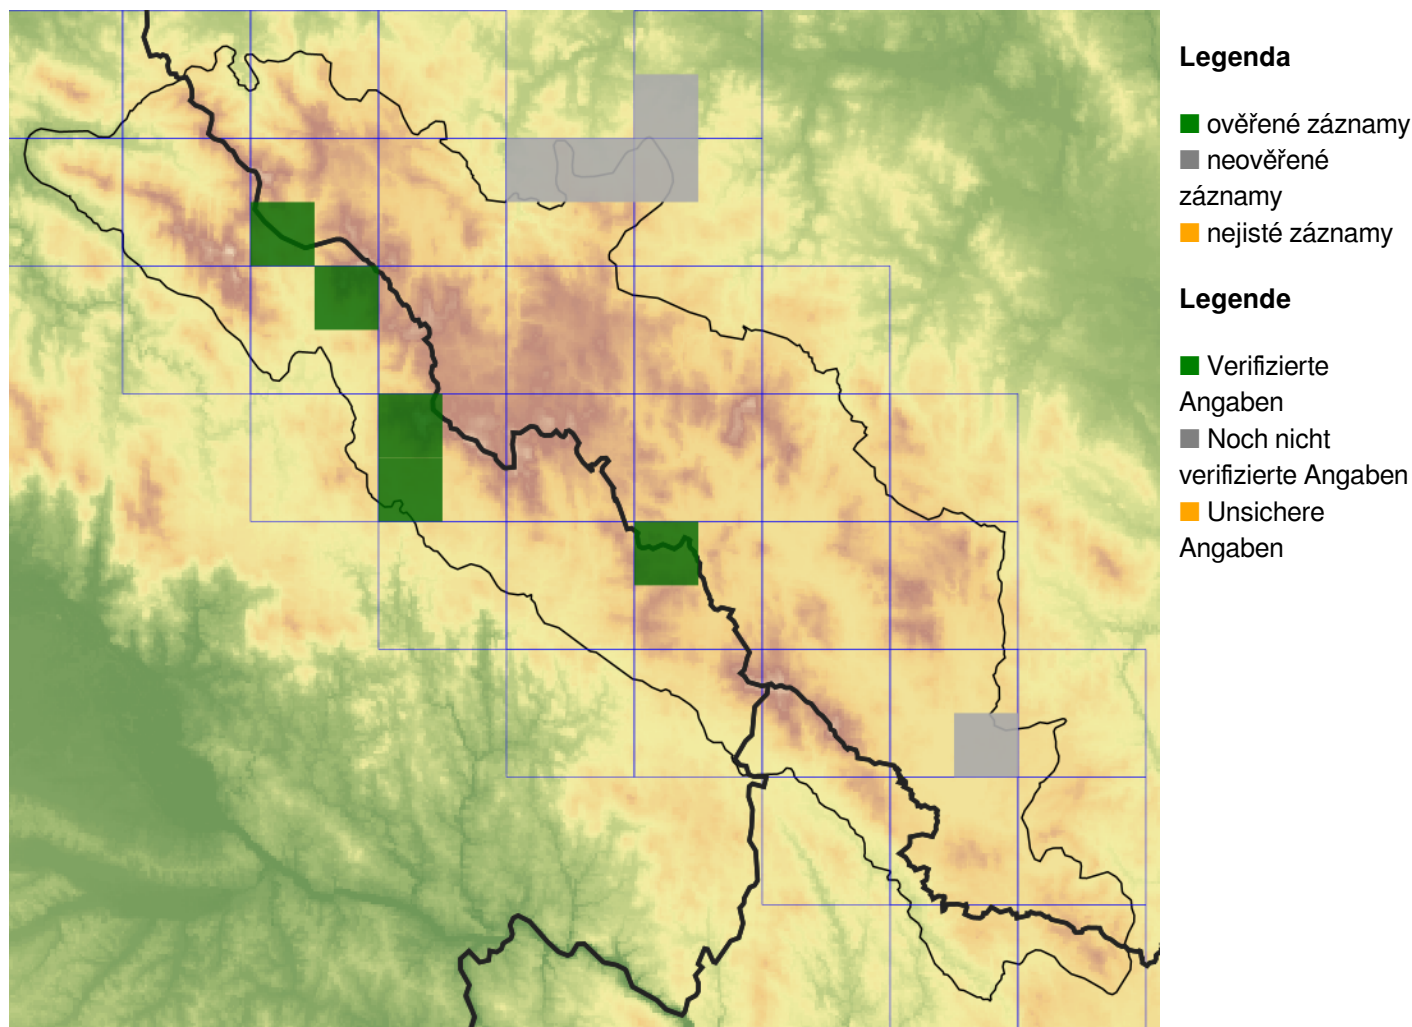 Legenda
ověřené záznamy
neověřené
záznamy
nejisté záznamy
Legende
Verifizierte
Angaben
Noch nicht
verifizierte Angaben
Unsichere
Angaben